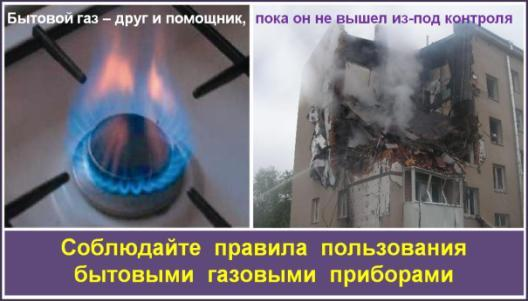 Бытовой газ – друг и помощник, пока он не вышел из-под контроля
Соблюдайте правила пользования
бытовыми газовыми приборами